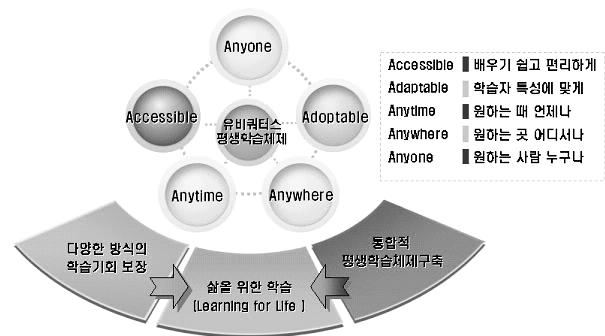 Anyone
Accessible
유비쿼터스
평생학습체제
Adoptable
Anytime
Anywhere
Accessible 배우기 쉽고 편리하게
Adaptable 학습자 특성에 맞게
Anytime 원하는 때 언제나
Anywhere 원하는 곳 어디서나
Anyone 원하는 사람 누구나
다양한 방식의
학습기회 보장
삶을 위한 학습
(Learning for Life )
통합적
평생학습체제구축